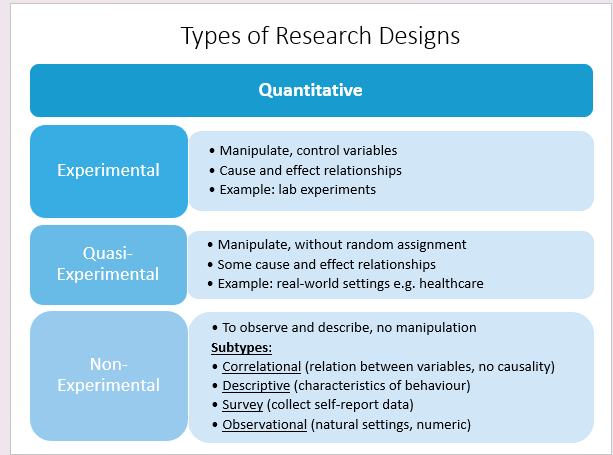 Types of Research Designs
Quantitative
Experimental
• Manipulate, control variables
• Cause and effect relationships
• Example: lab experiments
Quasi-
Experimental
• Manipulate, without random assignment
• Some cause and effect relationships
• Example: real-world settings e.g. healthcare
Non-
Experimental
• To observe and describe, no manipulation
Subtypes:
• Correlational (relation between variables, no causality)
• Descriptive (characteristics of behaviour)
• Survey (collect self-report data)
• Observational (natural settings, numeric)